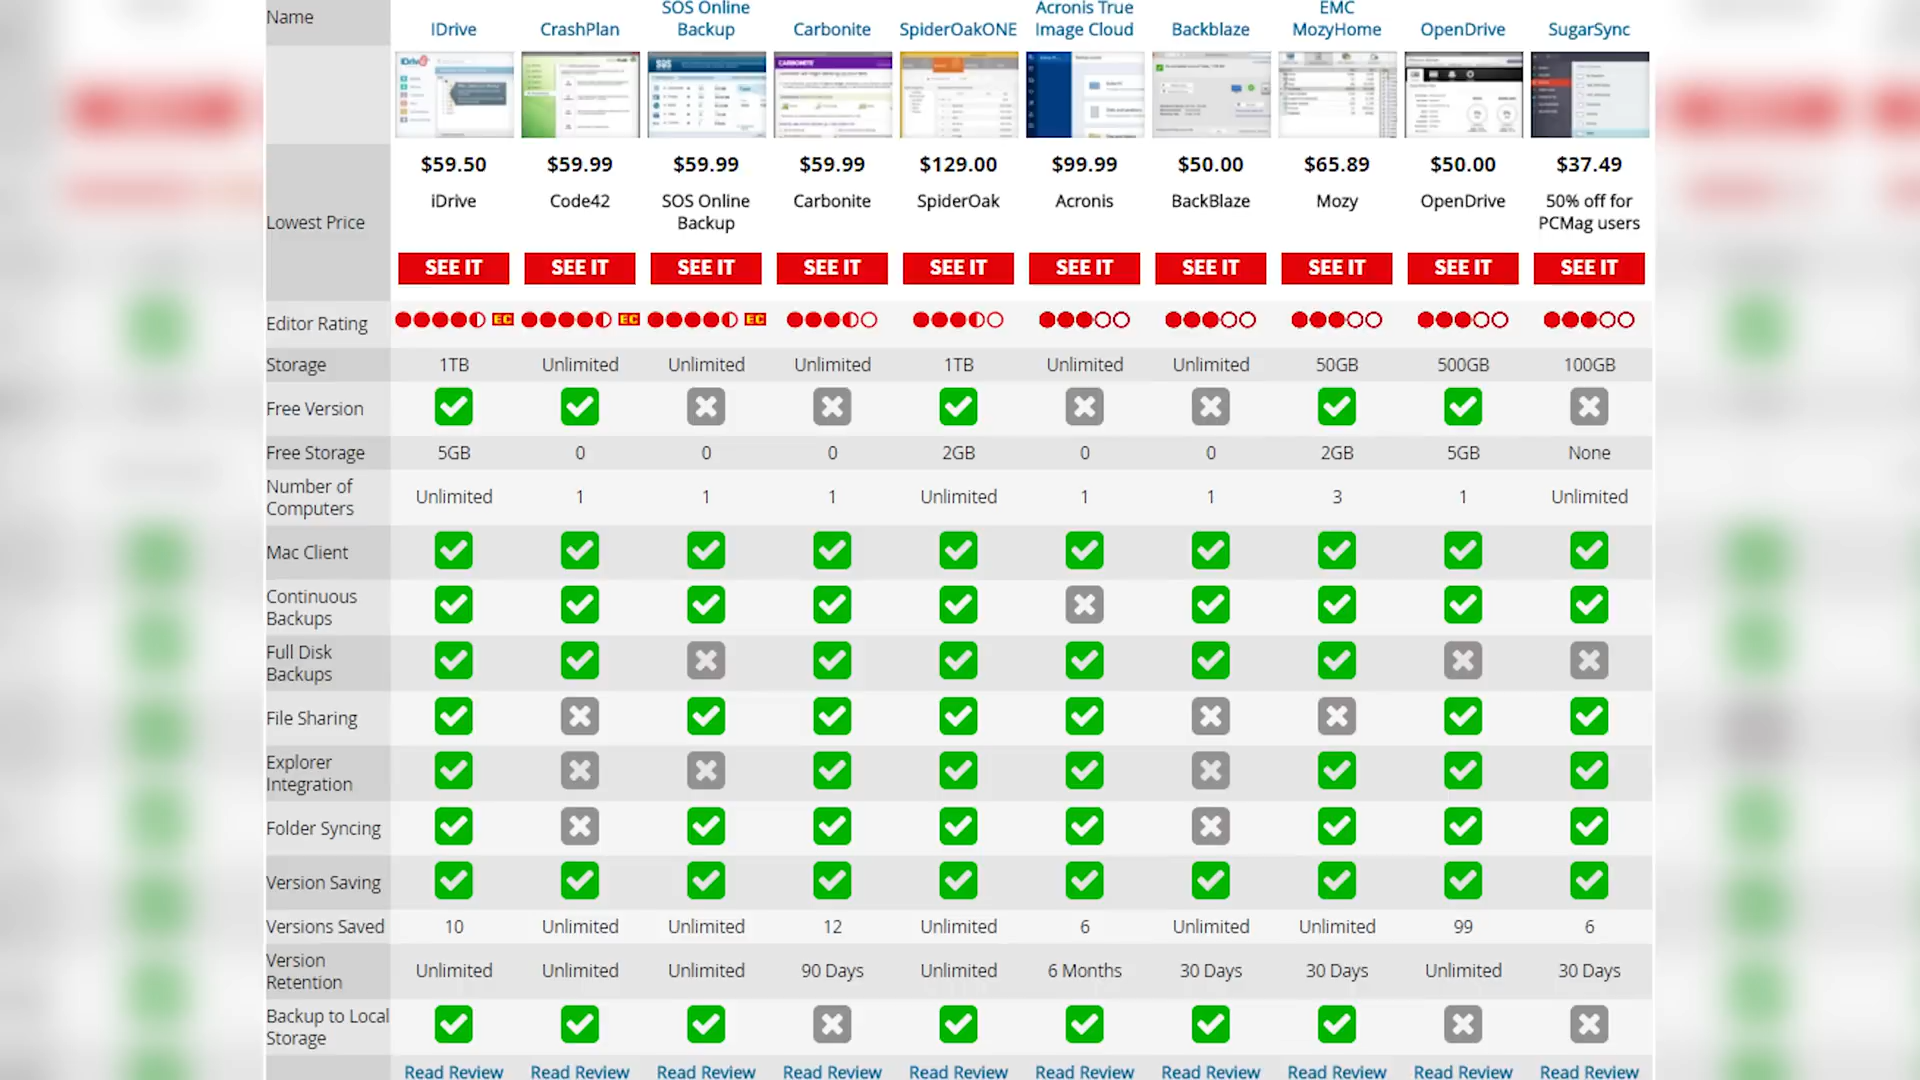 Name
IDrive
CrashPlan
SOS Online
Backup
Carbonite
SpiderOakONE
Acronis True
Image Cloud
Backblaze
EMC
MozyHome
OpenDrive
SugarSync
IDrive
SOS
CARBONITE
Lowest Price
$59.50
$59.99
$59.99
$59.99
$129.00
$99.99
$50.00
$65.89
$50.00
$37.49
iDrive
Code42
SOS Online
Backup
Carbonite
SpiderOak
Acronis
BackBlaze
Mozy
OpenDrive
50% off for
PCMag users
SEE IT
SEE IT
SEE IT
SEE IT
SEE IT
SEE IT
SEE IT
SEE IT
SEE IT
SEE IT
Editor Rating
EC
EC
EC
Storage
1TB
Unlimited
Unlimited
Unlimited
1TB
Unlimited
Unlimited
50GB
500GB
100GB
Free Version
Free Storage
5GB
0
0
0
2GB
0
0
2GB
5GB
None
Number of
Computers
Unlimited
1
1
1
Unlimited
1
1
3
1
Unlimited
Mac Client
Continuous
Backups
Full Disk
Backups
File Sharing
Explorer
Integration
Folder Syncing
Version Saving
Versions Saved
10
Unlimited
Unlimited
12
Unlimited
6
Unlimited
Unlimited
99
6
Version
Retention
Unlimited
Unlimited
Unlimited
90 Days
Unlimited
6 Months
30 Days
30 Days
Unlimited
30 Days
Backup to Local
Storage
Read Review
Read Review
Read Review
Read Review
Read Review
Read Review
Read Review
Read Review
Read Review
Read Review